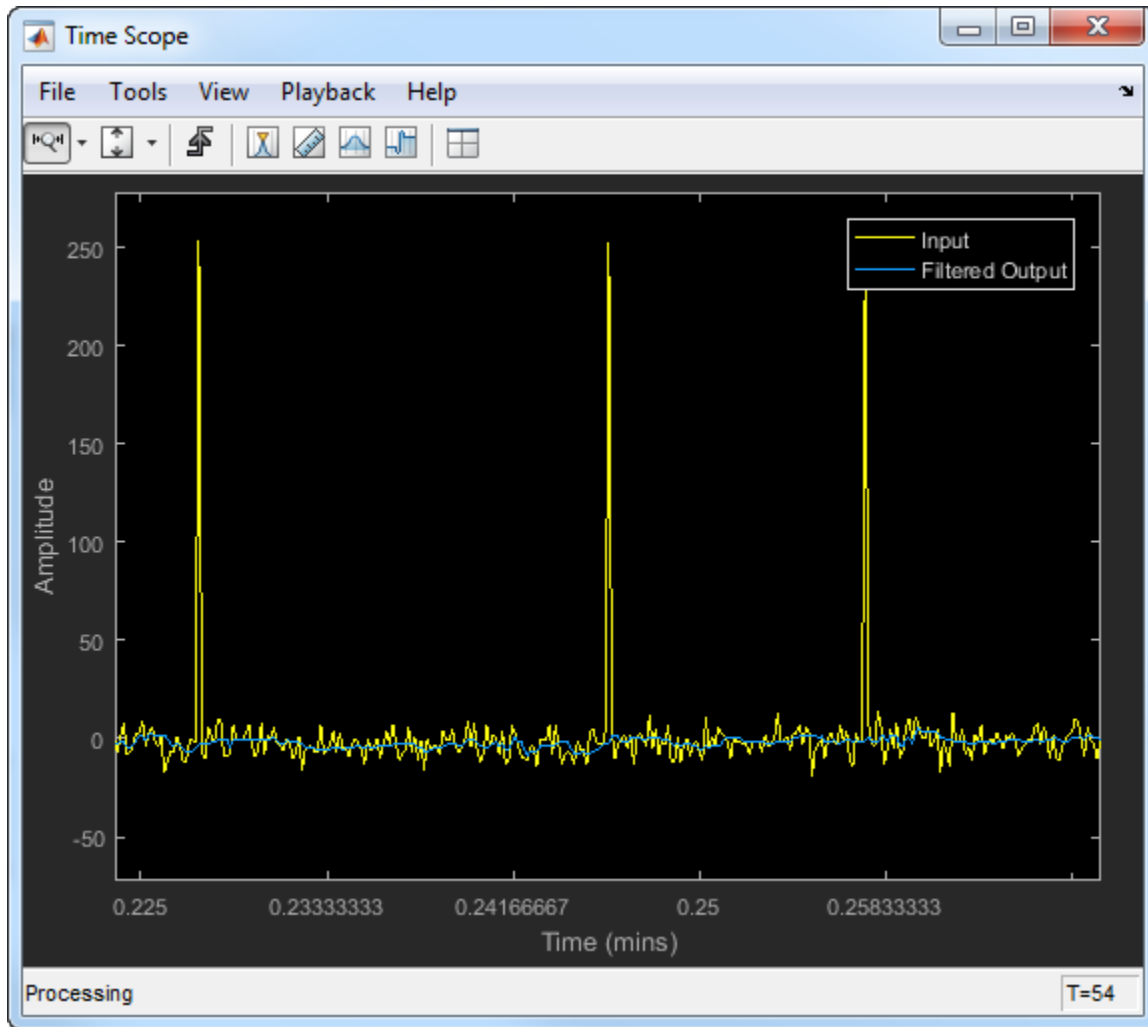 Time Scope
File Tools View Playback Help
Input
Filtered Output
250
200
150
100
50
0
-50
Amplitude
0.225 0.23333333 0.24166667 0.25 0.25833333
Time (mins)
Processing T=54